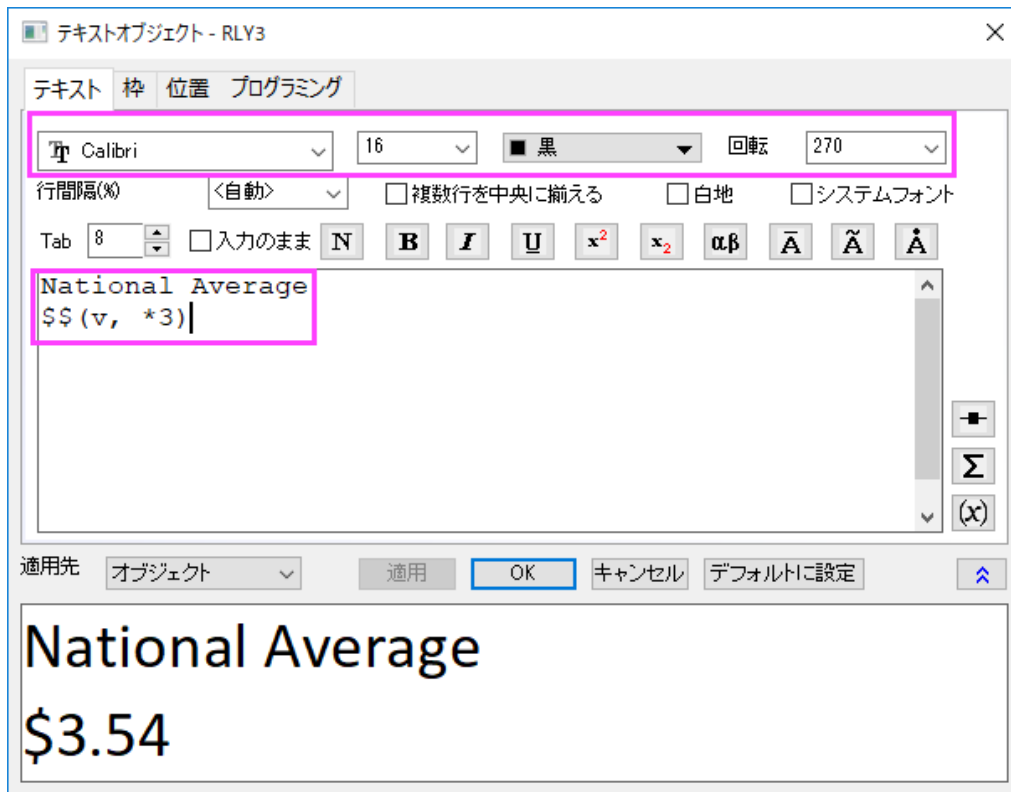 テキストオブジェクト - RLY3
テキスト 枠 位置 プログラミング
Calibri 16 黒 回転 270
行間隔(%) <自動> 複数行を中央に揃える 白地 システムフォント
Tab 8 入力のまま N B I U x² x₂ αβ Ā Ã Ȧ
National Average
$$(v, *3)
Σ
(x)
適用先 オブジェクト 適用 OK キャンセル デフォルトに設定
National Average
$3.54